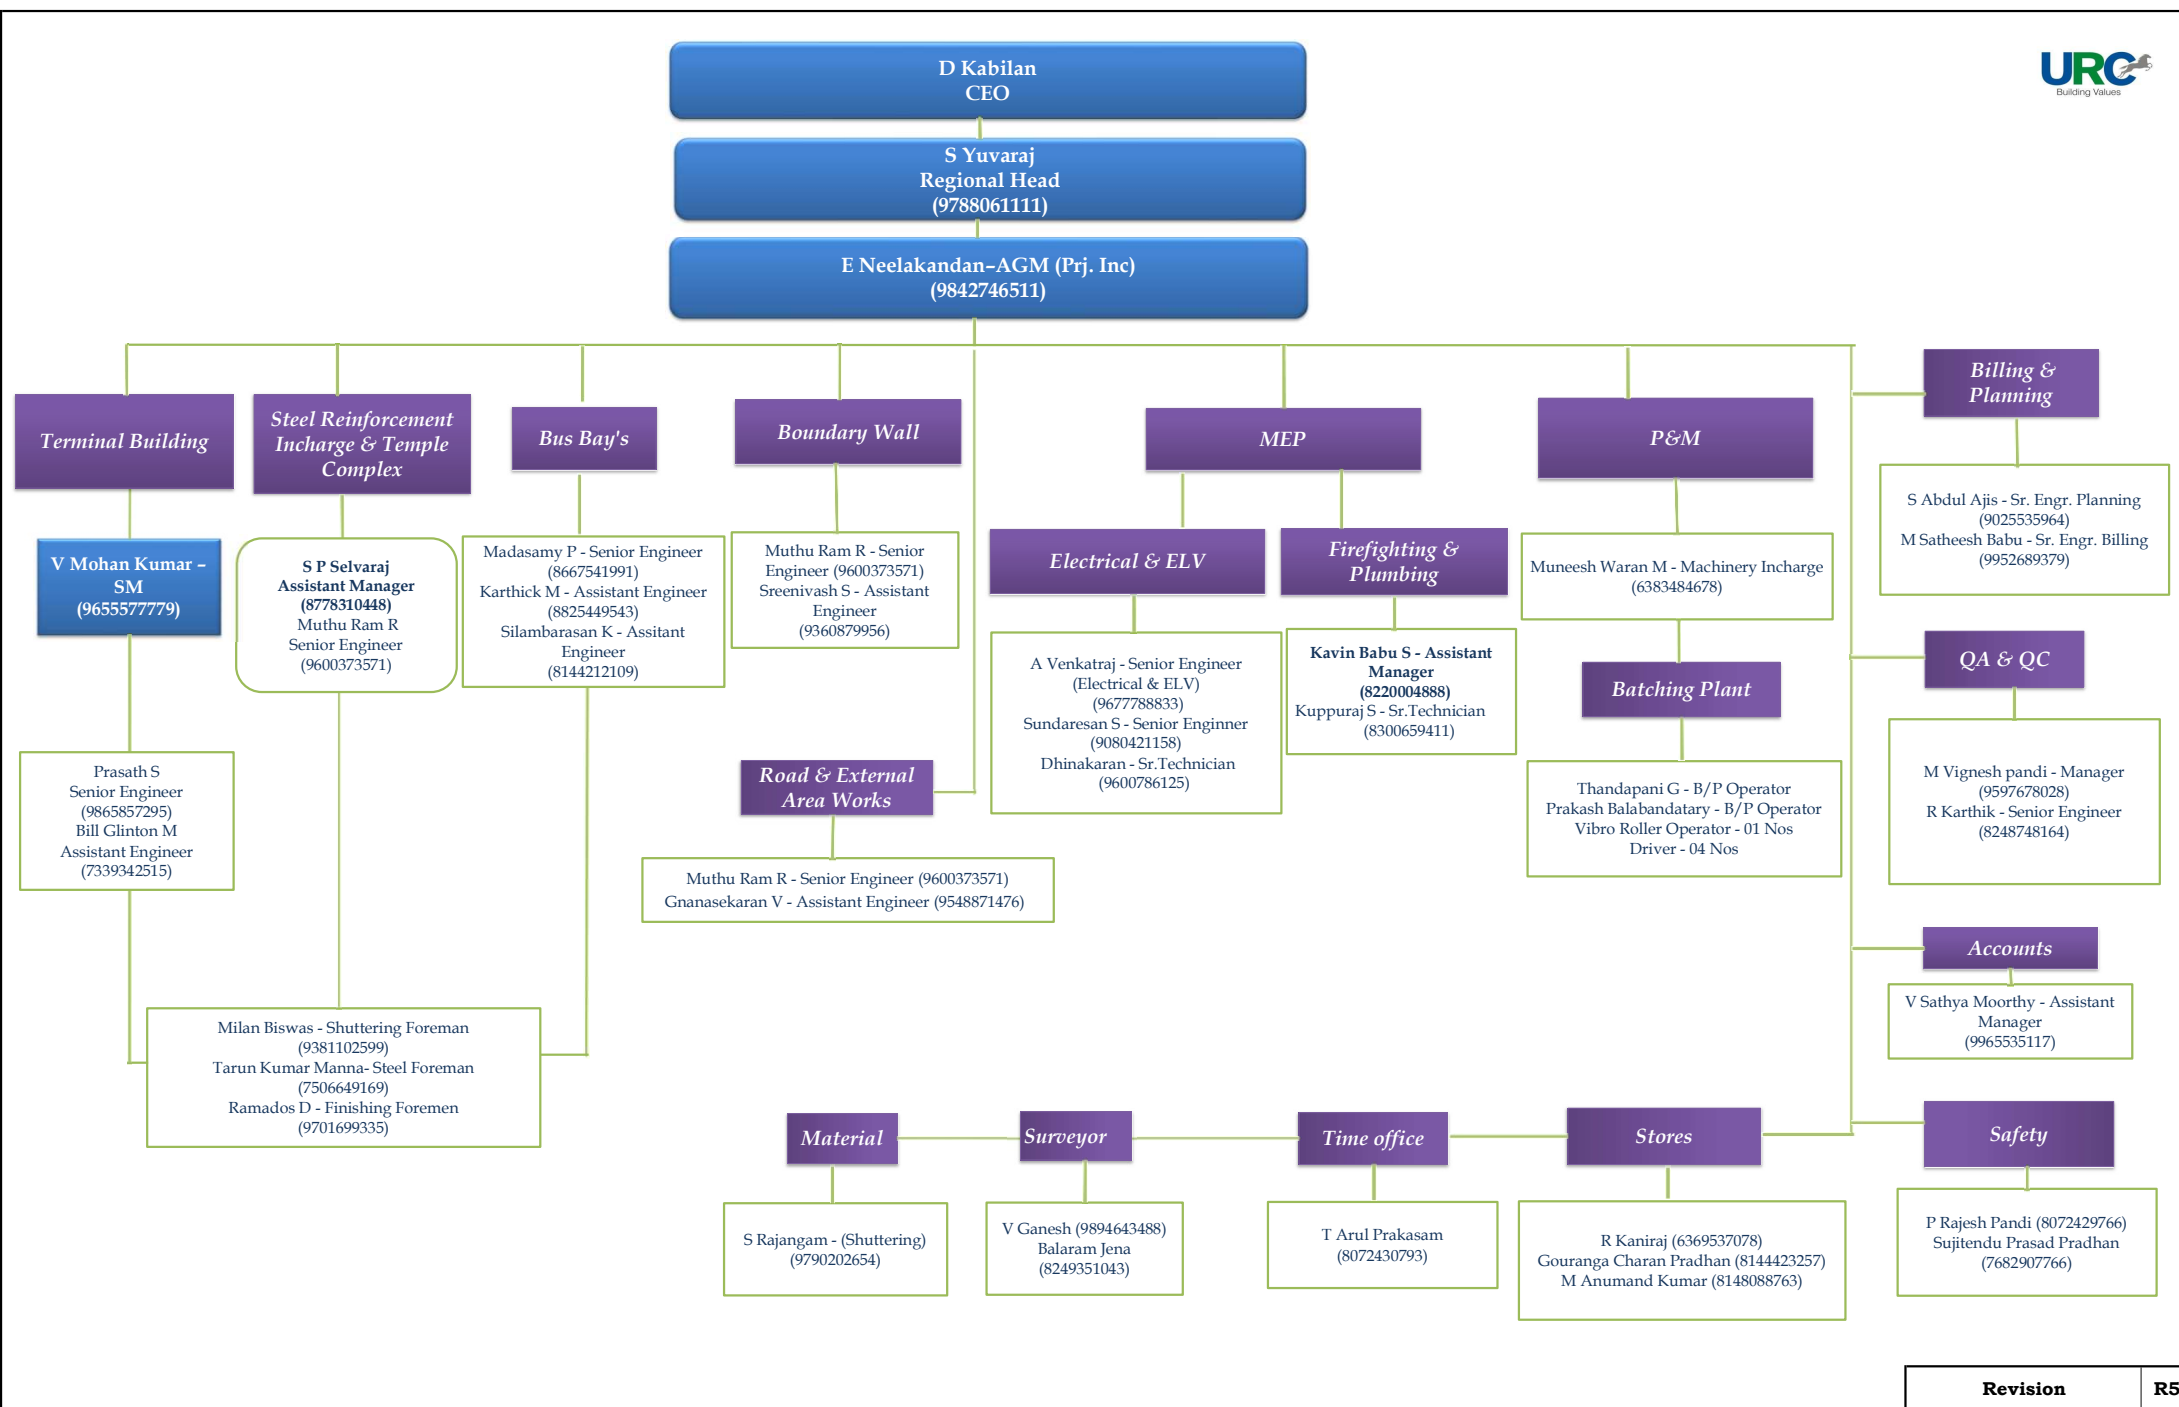 D Kabilan
CEO
URC
Building Values
S Yuvaraj
Regional Head
(9788061111)
E Neelakandan–AGM (Prj. Inc)
(9842746511)
Terminal Building
Steel Reinforcement
Incharge & Temple
Complex
Bus Bay's
Boundary Wall
MEP
P&M
Billing &
Planning
S Abdul Ajis - Sr. Engr. Planning
(9025535964)
M Satheesh Babu - Sr. Engr. Billing
(9952689379)
V Mohan Kumar –
SM
(9655577779)
S P Selvaraj
Assistant Manager
(8778310448)
Muthu Ram R
Senior Engineer
(9600373571)
Madasamy P - Senior Engineer
(8667541991)
Karthick M - Assistant Engineer
(8825449543)
Silambarasan K - Assitant
Engineer
(8144212109)
Muthu Ram R - Senior
Engineer (9600373571)
Sreenivash S - Assistant
Engineer
(9360879956)
Electrical & ELV
Firefighting &
Plumbing
Muneesh Waran M - Machinery Incharge
(6383484678)
A Venkatraj - Senior Engineer
(Electrical & ELV)
(9677788833)
Sundaresan S - Senior Enginner
(9080421158)
Dhinakaran - Sr.Technician
(9600786125)
Kavin Babu S - Assistant
Manager
(8220004888)
Kuppuraj S - Sr.Technician
(8300659411)
Batching Plant
QA & QC
M Vignesh pandi - Manager
(9597678028)
R Karthik - Senior Engineer
(8248748164)
Prasath S
Senior Engineer
(9865857295)
Bill Glinton M
Assistant Engineer
(7339342515)
Road & External
Area Works
Muthu Ram R - Senior Engineer (9600373571)
Gnanasekaran V - Assistant Engineer (9548871476)
Thandapani G - B/P Operator
Prakash Balabandatary - B/P Operator
Vibro Roller Operator - 01 Nos
Driver - 04 Nos
Accounts
V Sathya Moorthy - Assistant
Manager
(9965535117)
Milan Biswas - Shuttering Foreman
(9381102599)
Tarun Kumar Manna- Steel Foreman
(7506649169)
Ramados D - Finishing Foremen
(9701699335)
Material
Surveyor
Time office
Stores
Safety
S Rajangam - (Shuttering)
(9790202654)
V Ganesh (9894643488)
Balaram Jena
(8249351043)
T Arul Prakasam
(8072430793)
R Kaniraj (6369537078)
Gouranga Charan Pradhan (8144423257)
M Anumand Kumar (8148088763)
P Rajesh Pandi (8072429766)
Sujitendu Prasad Pradhan
(7682907766)
Revision R5